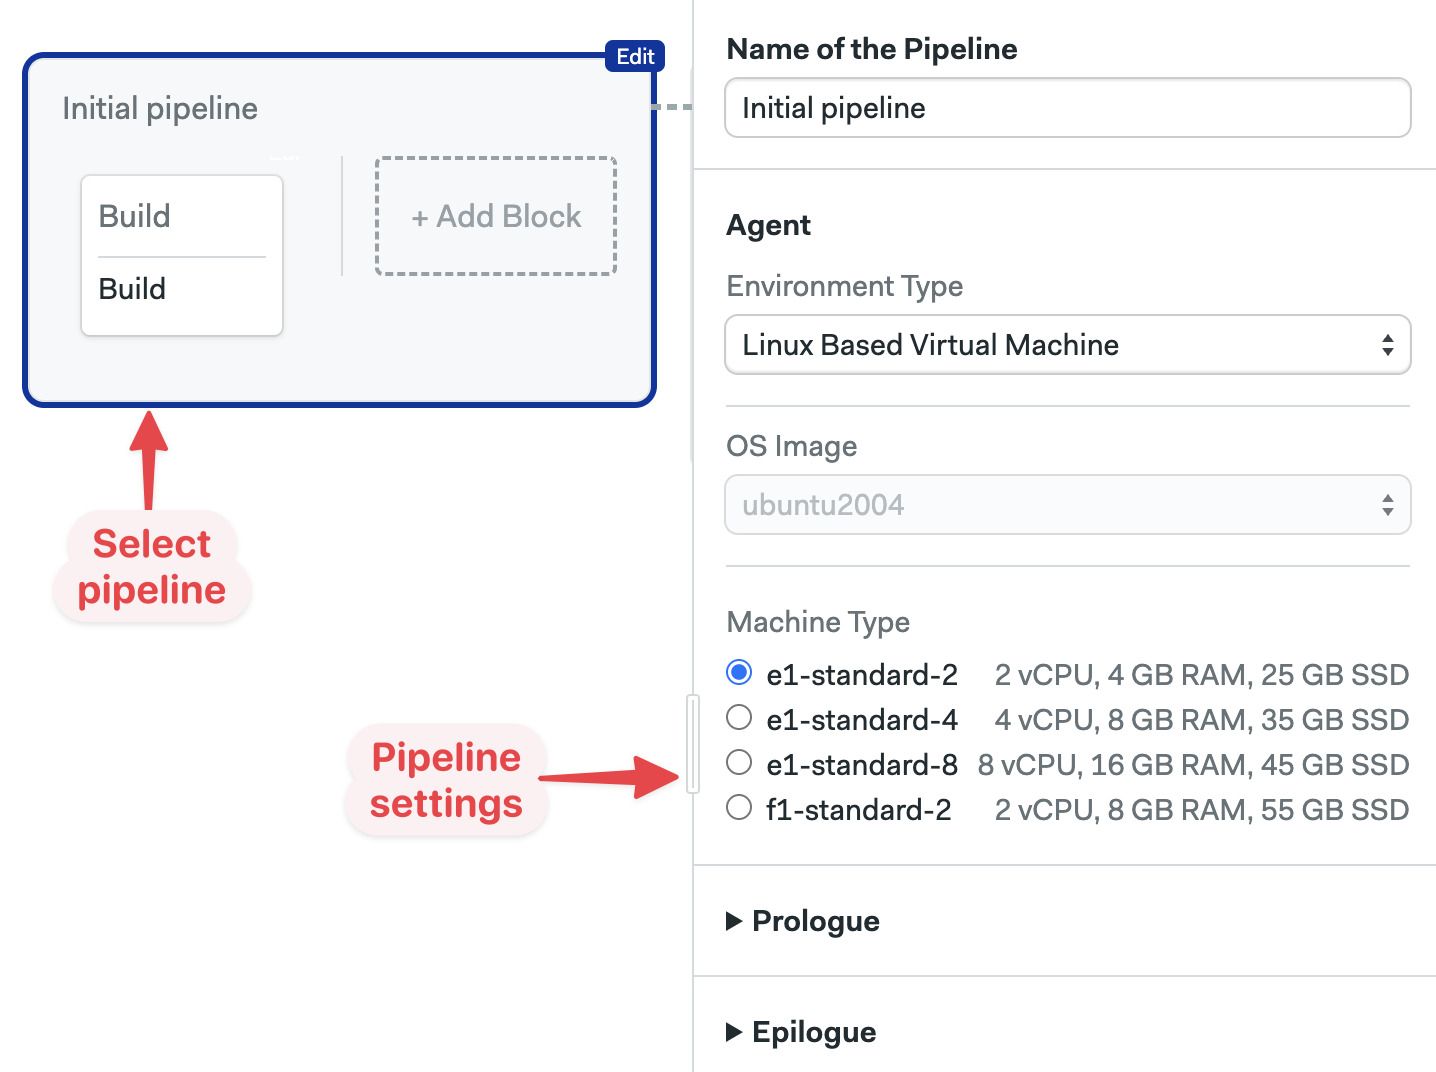 Edit
Initial pipeline
Build
Build
+ Add Block
Select
pipeline
Pipeline
settings
Name of the Pipeline
Initial pipeline
Agent
Environment Type
Linux Based Virtual Machine
OS Image
ubuntu2004
Machine Type
e1-standard-2 2 vCPU, 4 GB RAM, 25 GB SSD
e1-standard-4 4 vCPU, 8 GB RAM, 35 GB SSD
e1-standard-8 8 vCPU, 16 GB RAM, 45 GB SSD
f1-standard-2 2 vCPU, 8 GB RAM, 55 GB SSD
Prologue
Epilogue